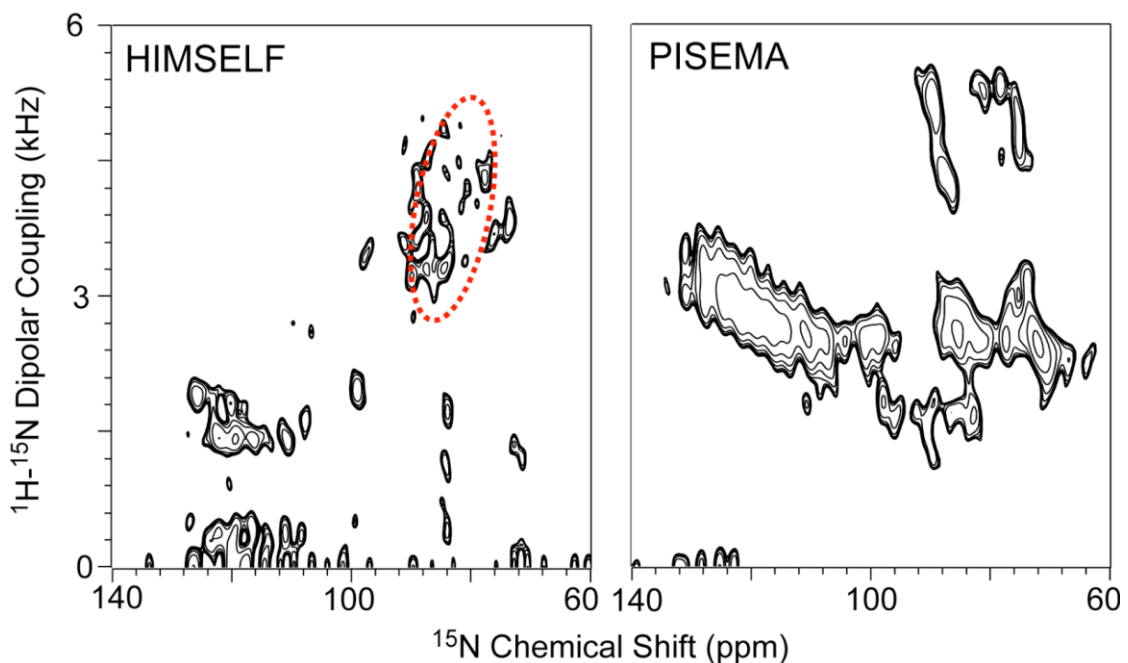 HIMSELF
PISEMA
6
3
0
¹H-¹⁵N Dipolar Coupling (kHz)
140
100
60
140
100
60
¹⁵N Chemical Shift (ppm)